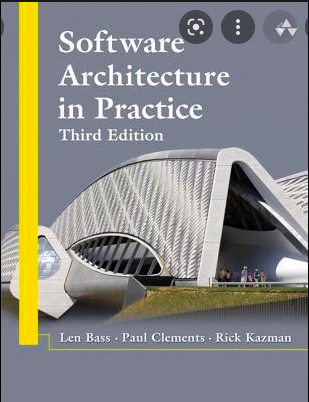 Software
Architecture
in Practice
Third Edition
Len Bass · Paul Clements · Rick Kazman